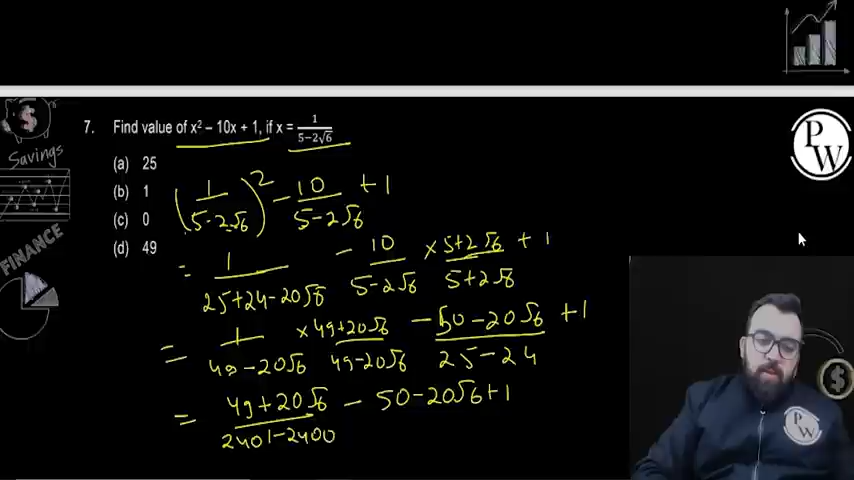 7. Find value of x² – 10x + 1, if x = 1/(5–2√6)
(a) 25
(b) 1
(c) 0
(d) 49
(1/(5-2√6))² - 10/(5-2√6) + 1
= 1/(25+24-20√6) - 10/(5-2√6) × (5+2√6)/(5+2√6) + 1
= 1/(49-20√6) × (49+20√6)/(49-20√6) - (50-20√6)/(25-24) + 1
= (49+20√6)/(2401-2400) - 50-20√6+1
Savings
FINANCE
PW
PW